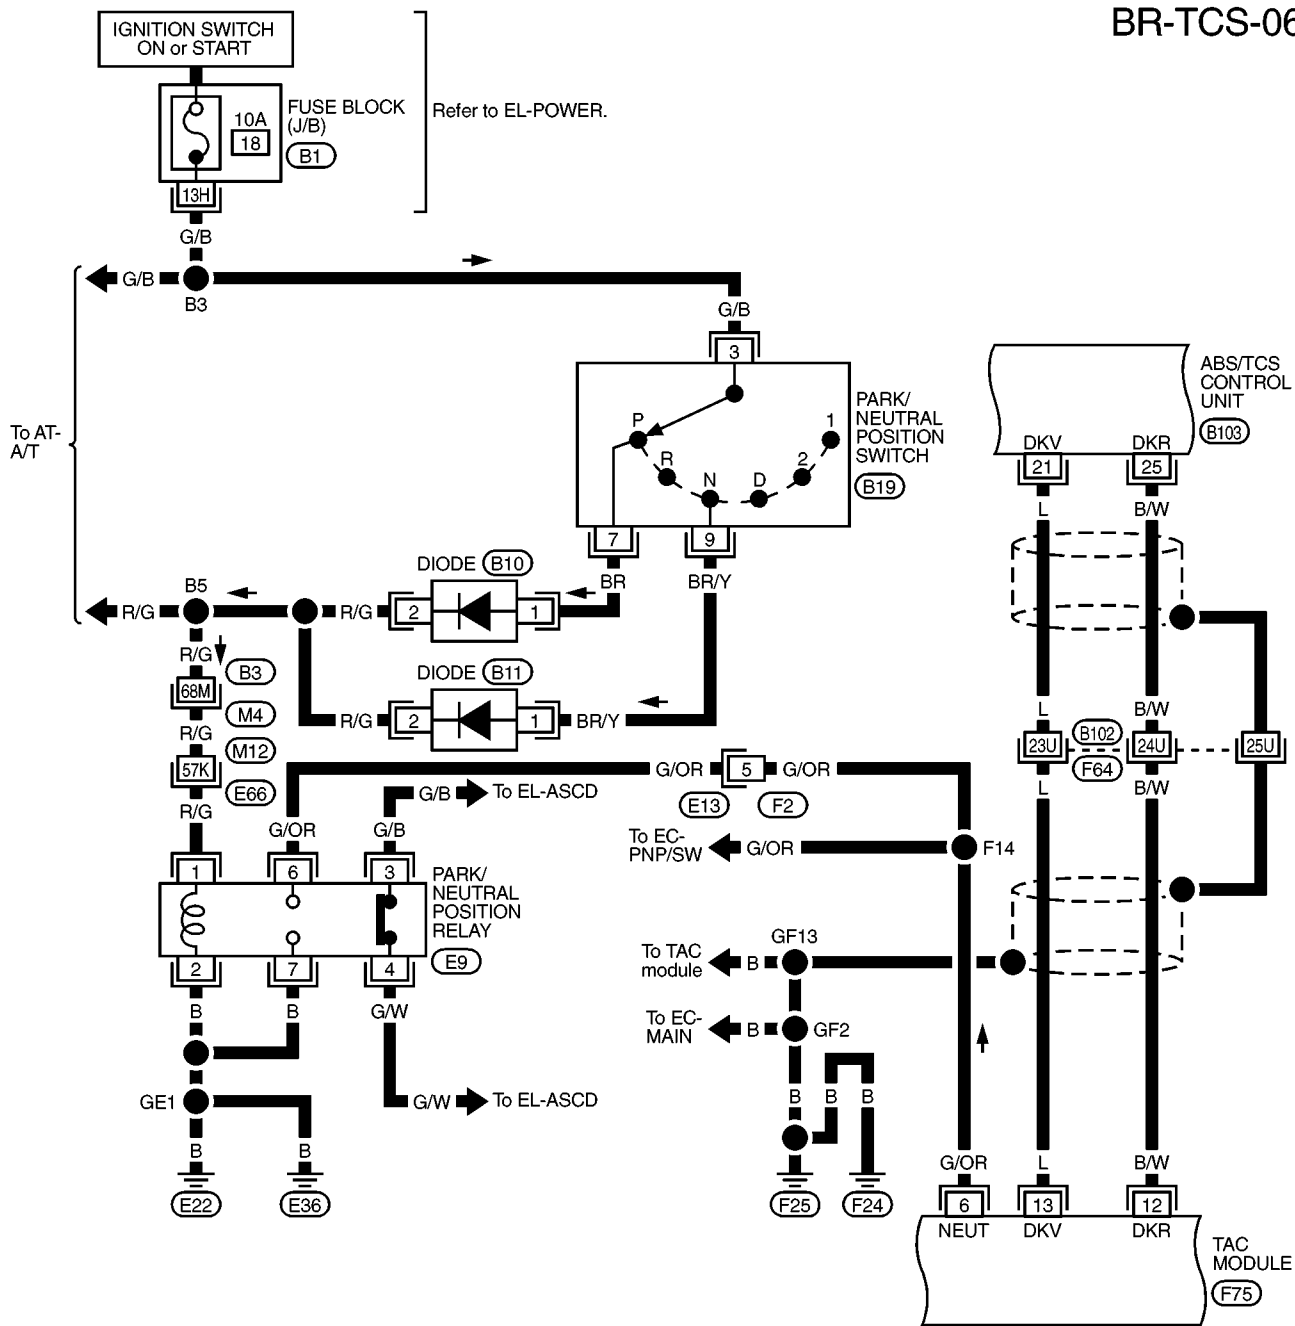 BR-TCS-06
IGNITION SWITCH
ON or START
FUSE BLOCK
(J/B)
10A
18
B1
Refer to EL-POWER.
13H
G/B
G/B
B3
G/B
3
To AT-
A/T
PARK/
NEUTRAL
POSITION
SWITCH
B19
P
R
N
D
2
1
7
9
BR
BR/Y
ABS/TCS
CONTROL
UNIT
B103
DKV
DKR
21
25
L
B/W
DIODE
B10
B5
R/G
R/G
2
1
R/G
B3
68M
M4
DIODE
B11
R/G
2
1
BR/Y
R/G
M12
57K
E66
R/G
L
B/W
23U
B102
24U
25U
F64
L
B/W
G/OR
5
G/OR
E13
F2
G/B
To EL-ASCD
G/OR
G/B
To EC-
PNP/SW
G/OR
F14
1
6
3
PARK/
NEUTRAL
POSITION
RELAY
E9
2
7
4
B
B
G/W
To TAC
module
B
GF13
To EC-
MAIN
B
GF2
GE1
G/W
To EL-ASCD
B
B
B
B
B
E22
E36
F25
F24
G/OR
L
B/W
6
13
12
NEUT
DKV
DKR
TAC
MODULE
F75